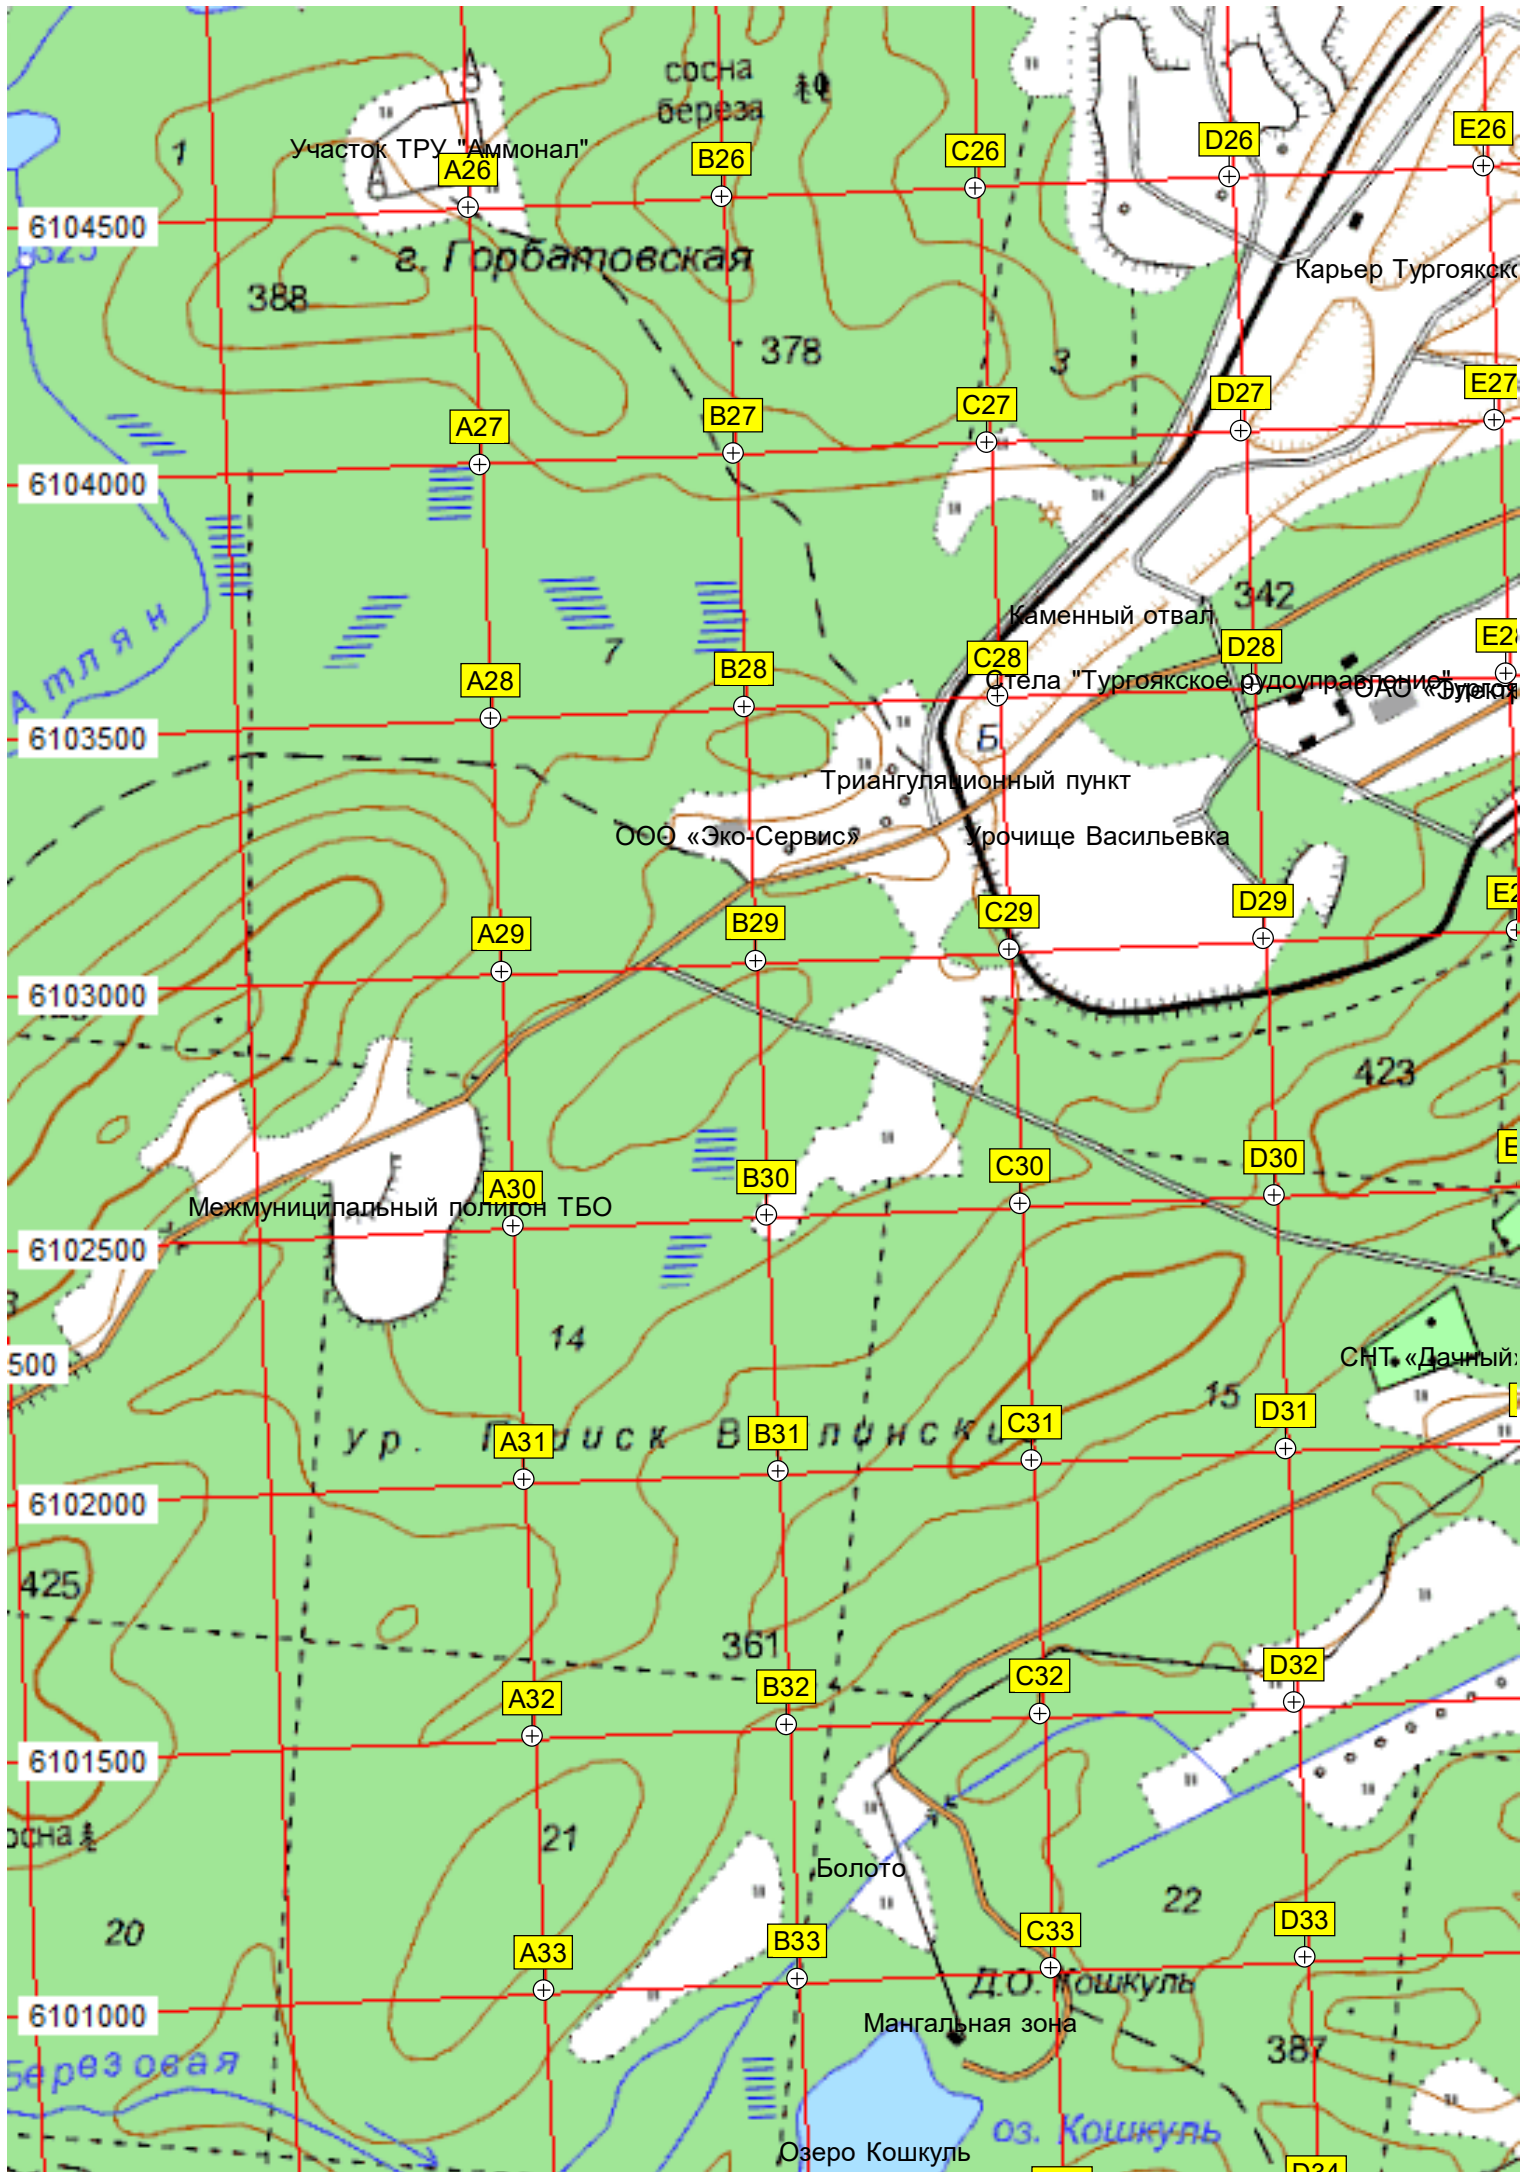 сосна
береза
1
Участок ТРУ "Аммонал"
A26
B26
C26
D26
E26
6104500
г. Горбатовская
Карьер Тургоякско
388
378
3
A27
B27
C27
D27
E27
6104000
342
Атлян
7
Каменный отвал
A28
B28
C28
D28
Стела "Тургоякское рудоуправление"
6103500
Б
Триангуляционный пункт
ООО «Эко-Сервис»
Урочище Васильевка
A29
B29
C29
D29
6103000
423
A30
B30
C30
D30
Межмуниципальный полигон ТБО
6102500
14
500
СНТ «Дачный»
15
ур.
A31
B31
C31
D31
6102000
425
361
A32
B32
C32
D32
6101500
21
Болото
20
22
A33
B33
C33
D33
Д.О. Кошкуль
6101000
Мангальная зона
387
Березовая
оз. Кошкуль
Озеро Кошкуль
D34